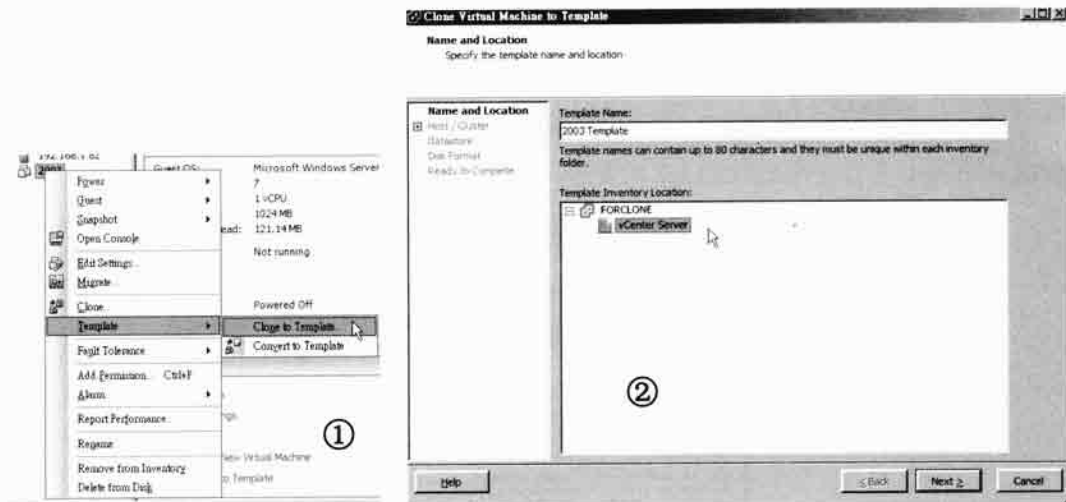 192.168.1.82
2003
Guest OS: Microsoft Windows Server
7
1 vCPU
1024 MB
ead: 121.14 MB
Not running
Powered Off
Power
Guest
Snapshot
Open Console
Edit Settings...
Migrate...
Clone...
Template
Clone to Template...
Convert to Template
Fault Tolerance
Add Permission... Ctrl+P
Alarm
Report Performance...
Rename
Remove from Inventory
Delete from Disk
ngs
New Virtual Machine
o Template
①
Clone Virtual Machine to Template
Name and Location
Specify the template name and location
Name and Location
Host / Cluster
Datastore
Disk Format
Ready to Complete
Template Name:
2003 Template
Template names can contain up to 80 characters and they must be unique within each inventory
folder.
Template Inventory Location:
FORCLONE
vCenter Server
②
Help
≤ Back
Next ≥
Cancel